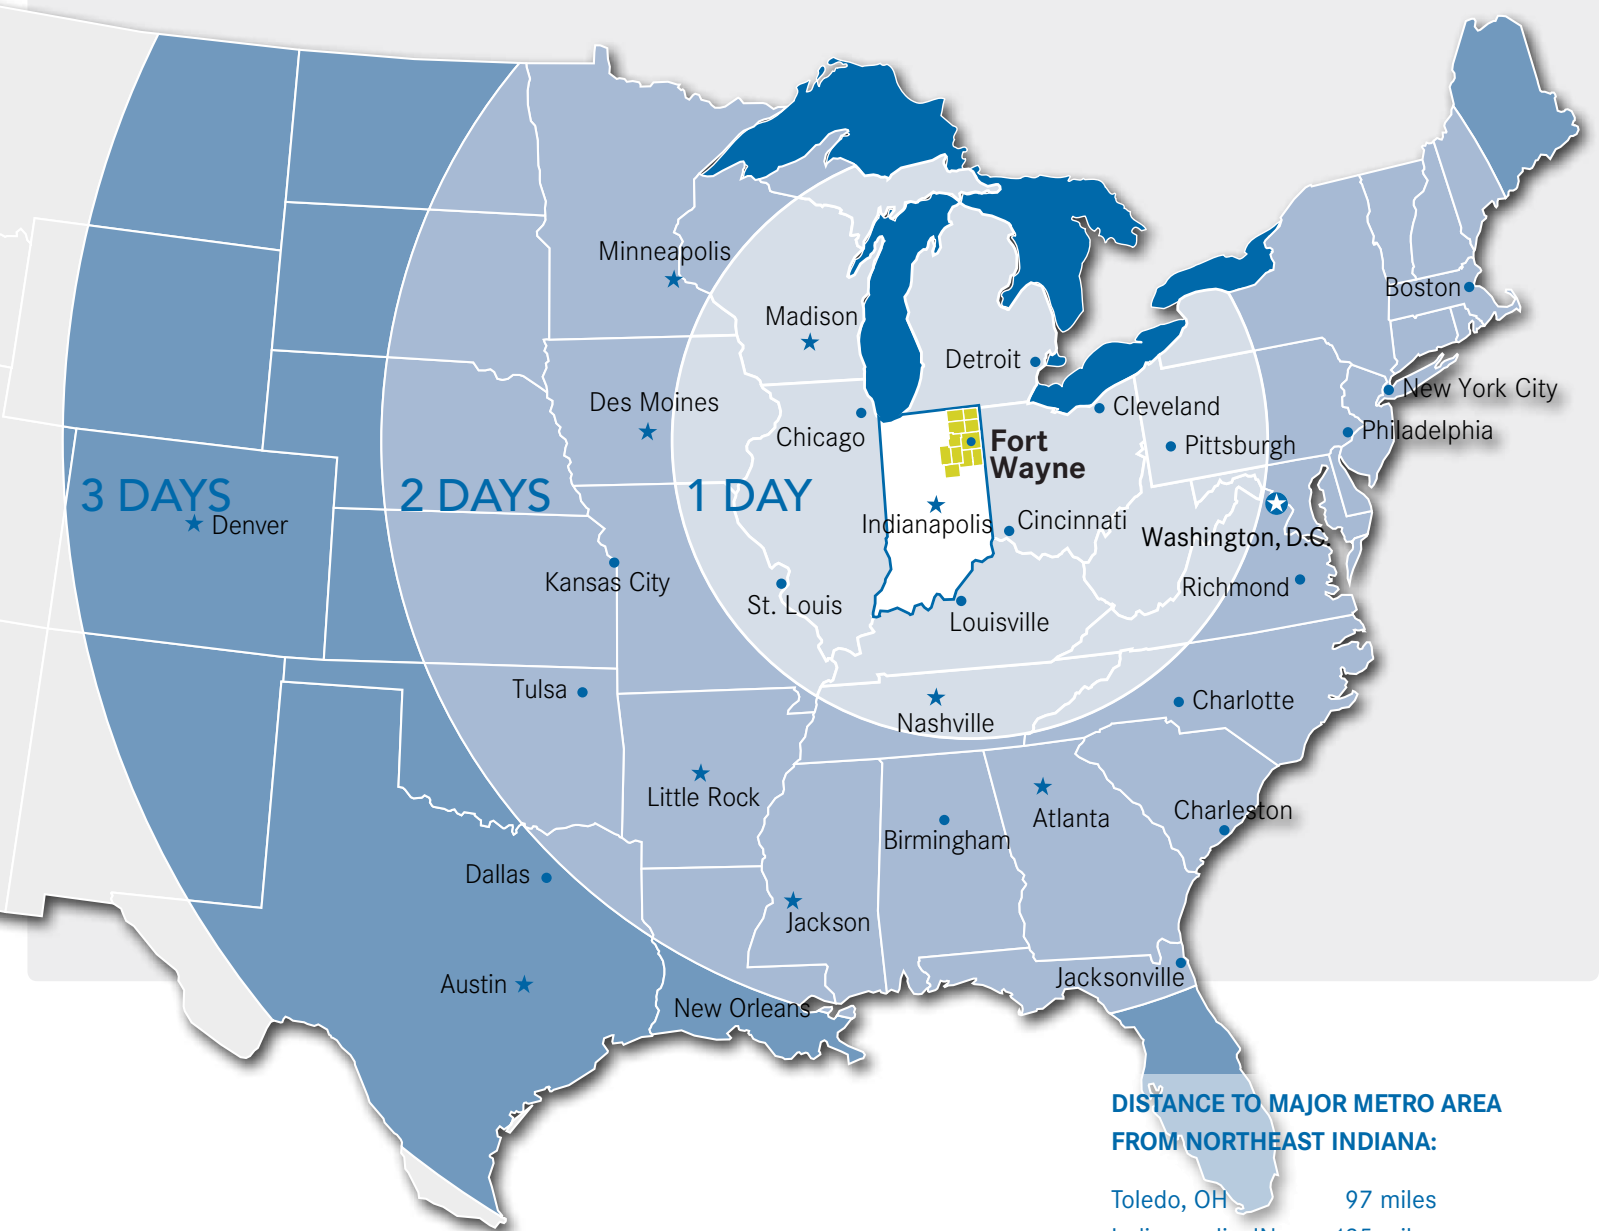 Minneapolis
Madison
Boston
Detroit
New York City
Des Moines
Cleveland
Chicago
Fort
Wayne
Pittsburgh
Philadelphia
3 DAYS
2 DAYS
1 DAY
Denver
Indianapolis
Cincinnati
Washington, D.C.
Kansas City
Richmond
St. Louis
Louisville
Tulsa
Nashville
Charlotte
Little Rock
Atlanta
Charleston
Birmingham
Dallas
Jackson
Jacksonville
Austin
New Orleans
DISTANCE TO MAJOR METRO AREA
FROM NORTHEAST INDIANA:
Toledo, OH 97 miles